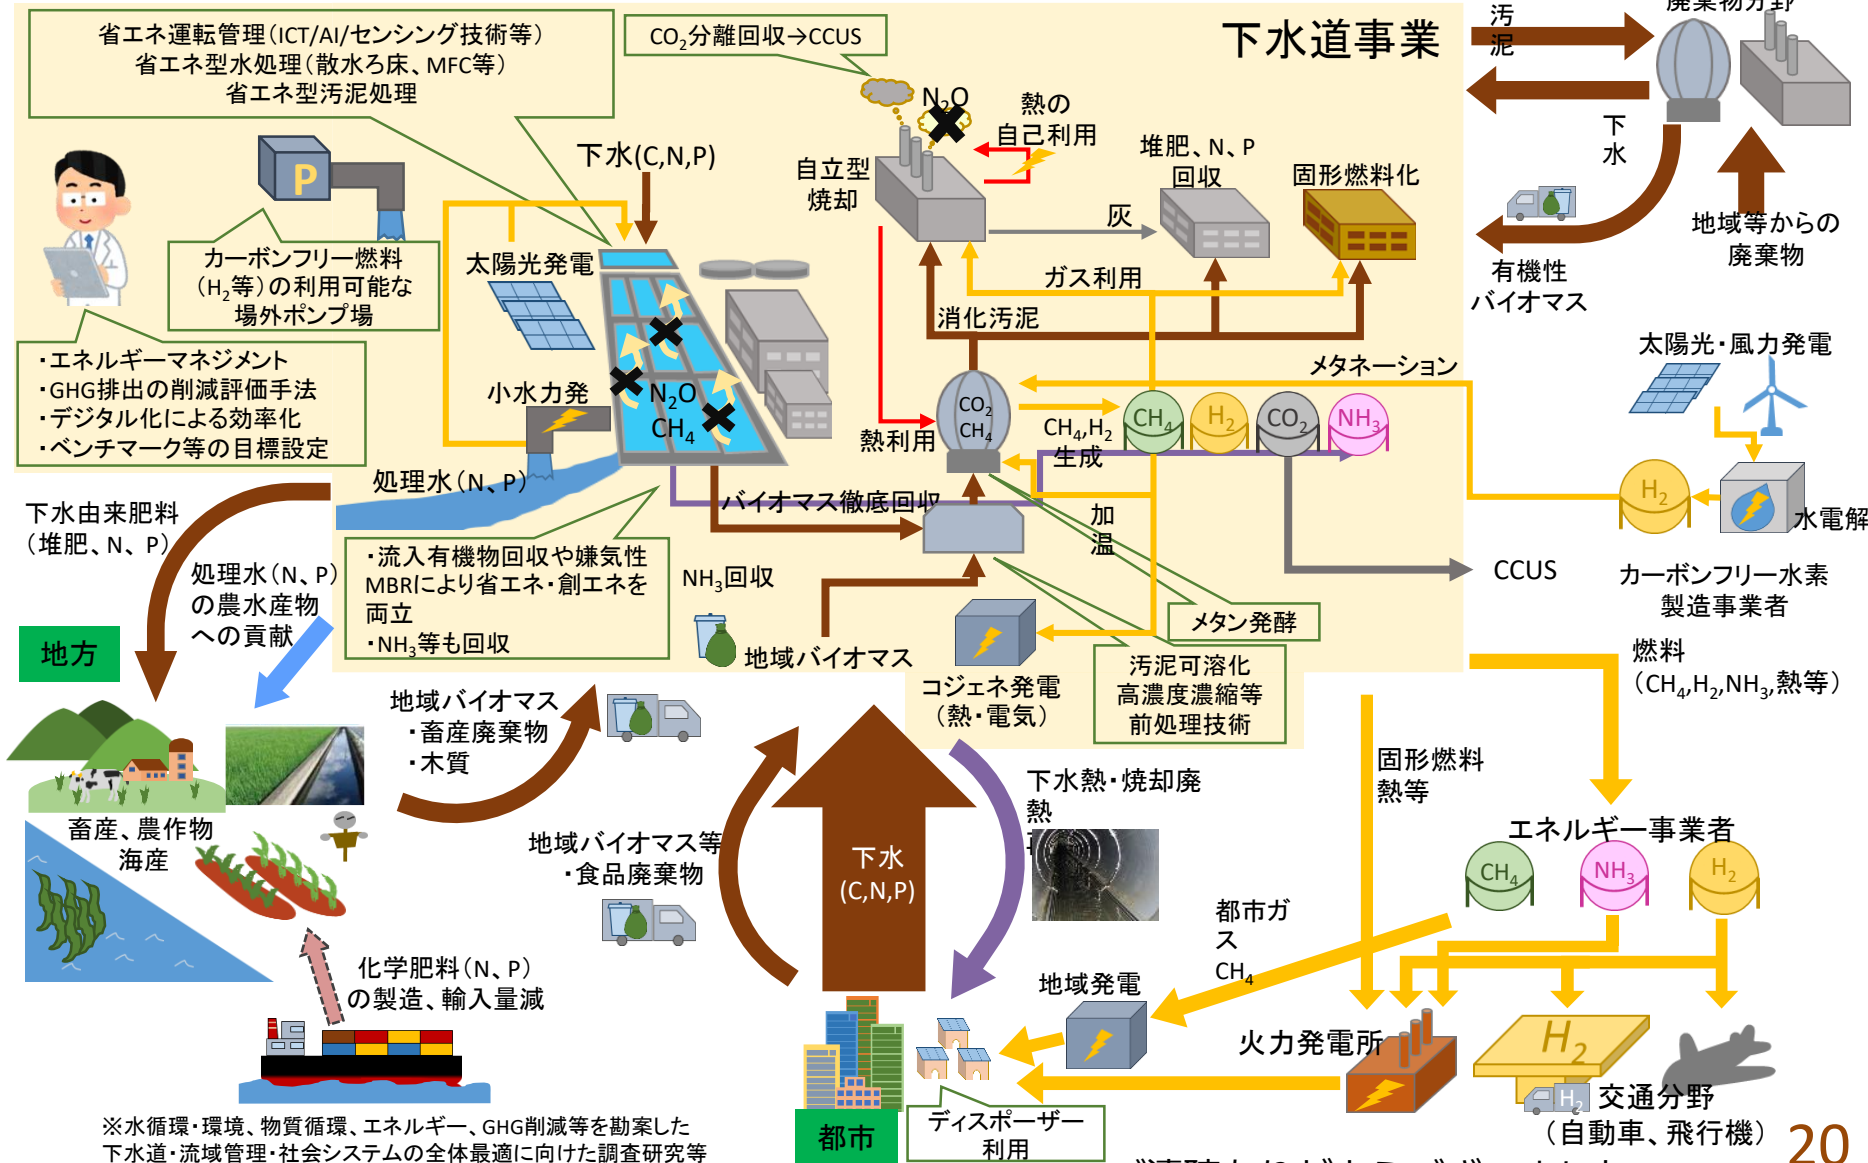 下水道事業
省エネ運転管理（ICT/AI/センシング技術等）
省エネ型水処理（散水ろ床、MFC等）
省エネ型汚泥処理
CO₂分離回収→CCUS
N₂O
熱の
自己利用
自立型
焼却
堆肥、N、P
回収
固形燃料化
灰
汚
泥
廃棄物分野
下
水
有機性
バイオマス
地域等からの
廃棄物
P
下水(C,N,P)
カーボンフリー燃料
（H₂等）の利用可能な
場外ポンプ場
太陽光発電
・エネルギーマネジメント
・GHG排出の削減評価手法
・デジタル化による効率化
・ベンチマーク等の目標設定
小水力発
N₂O
CH₄
処理水（N、P）
ガス利用
消化汚泥
メタネーション
熱利用
CO₂
CH₄
CH₄,H₂
生成
CH₄
H₂
CO₂
NH₃
太陽光・風力発電
H₂
水電解
カーボンフリー水素
製造事業者
CCUS
バイオマス徹底回収
加
温
・流入有機物回収や嫌気性
MBRにより省エネ・創エネを
両立
・NH₃等も回収
NH₃回収
地域バイオマス
メタン発酵
汚泥可溶化
高濃度濃縮等
前処理技術
コジェネ発電
（熱・電気）
下水由来肥料
（堆肥、N、P）
処理水（N、P）
の農水産物
への貢献
地方
地域バイオマス
・畜産廃棄物
・木質
畜産、農作物
海産
地域バイオマス等
・食品廃棄物
下水
(C,N,P)
下水熱・焼却廃
熱
化学肥料（N、P）
の製造、輸入量減
燃料
（CH₄,H₂,NH₃,熱等）
固形燃料
熱等
エネルギー事業者
CH₄
NH₃
H₂
都市ガ
ス
CH₄
地域発電
火力発電所
H₂
H₂
交通分野
（自動車、飛行機）
都市
ディスポーザー
利用
※水循環・環境、物質循環、エネルギー、GHG削減等を勘案した
下水道・流域管理・社会システムの全体最適に向けた調査研究等
20